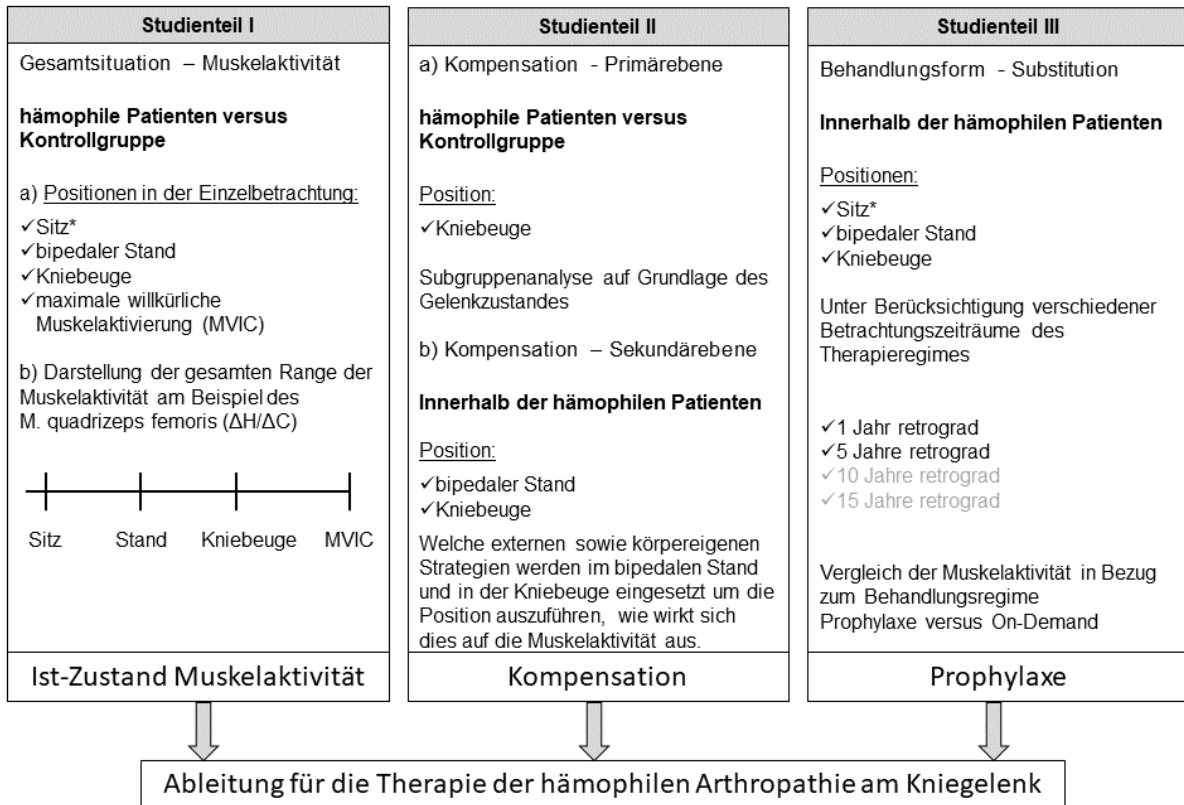 Studienteil I
Gesamtsituation – Muskelaktivität
hämophile Patienten versus
Kontrollgruppe
a) Positionen in der Einzelbetrachtung:
✓Sitz*
✓bipedaler Stand
✓Kniebeuge
✓maximale willkürliche
Muskelaktivierung (MVIC)
b) Darstellung der gesamten Range der
Muskelaktivität am Beispiel des
M. quadrizeps femoris (ΔH/ΔC)
Sitz Stand Kniebeuge MVIC
Ist-Zustand Muskelaktivität
Studienteil II
a) Kompensation - Primärebene
hämophile Patienten versus
Kontrollgruppe
Position:
✓Kniebeuge
Subgruppenanalyse auf Grundlage des
Gelenkzustandes
b) Kompensation – Sekundärebene
Innerhalb der hämophilen Patienten
Position:
✓bipedaler Stand
✓Kniebeuge
Welche externen sowie körpereigenen
Strategien werden im bipedalen Stand
und in der Kniebeuge eingesetzt um die
Position auszuführen, wie wirkt sich
dies auf die Muskelaktivität aus.
Kompensation
Studienteil III
Behandlungsform - Substitution
Innerhalb der hämophilen Patienten
Positionen:
✓Sitz*
✓bipedaler Stand
✓Kniebeuge
Unter Berücksichtigung verschiedener
Betrachtungszeiträume des
Therapieregimes
✓1 Jahr retrograd
✓5 Jahre retrograd
✓10 Jahre retrograd
✓15 Jahre retrograd
Vergleich der Muskelaktivität in Bezug
zum Behandlungsregime
Prophylaxe versus On-Demand
Prophylaxe
Ableitung für die Therapie der hämophilen Arthropathie am Kniegelenk